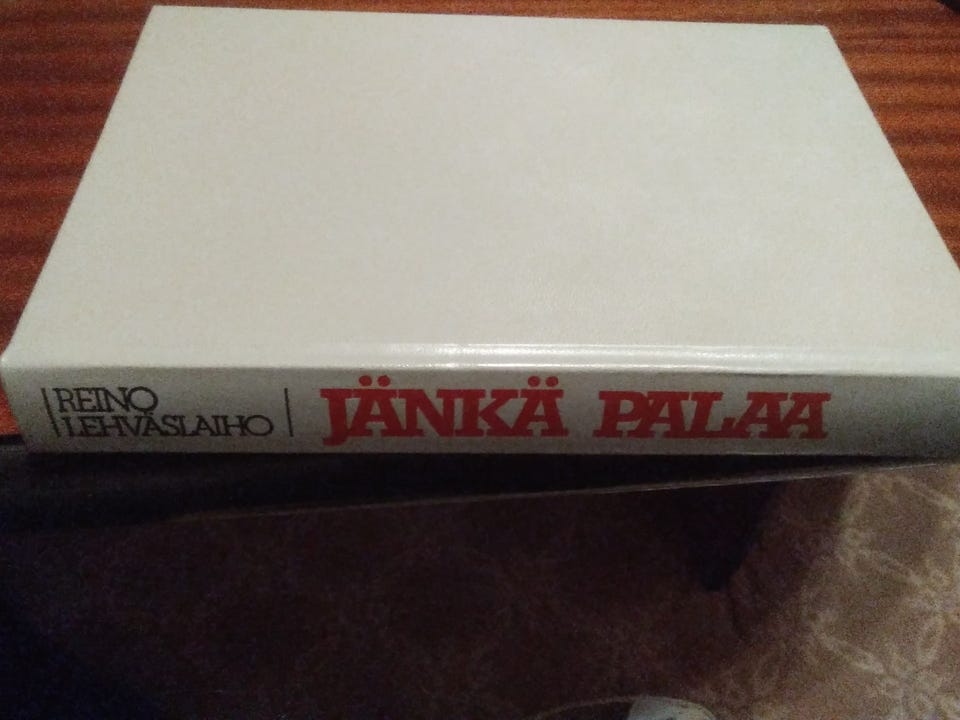 REINO
LEHVÄSLAIHO
JÄNKÄ PALAA